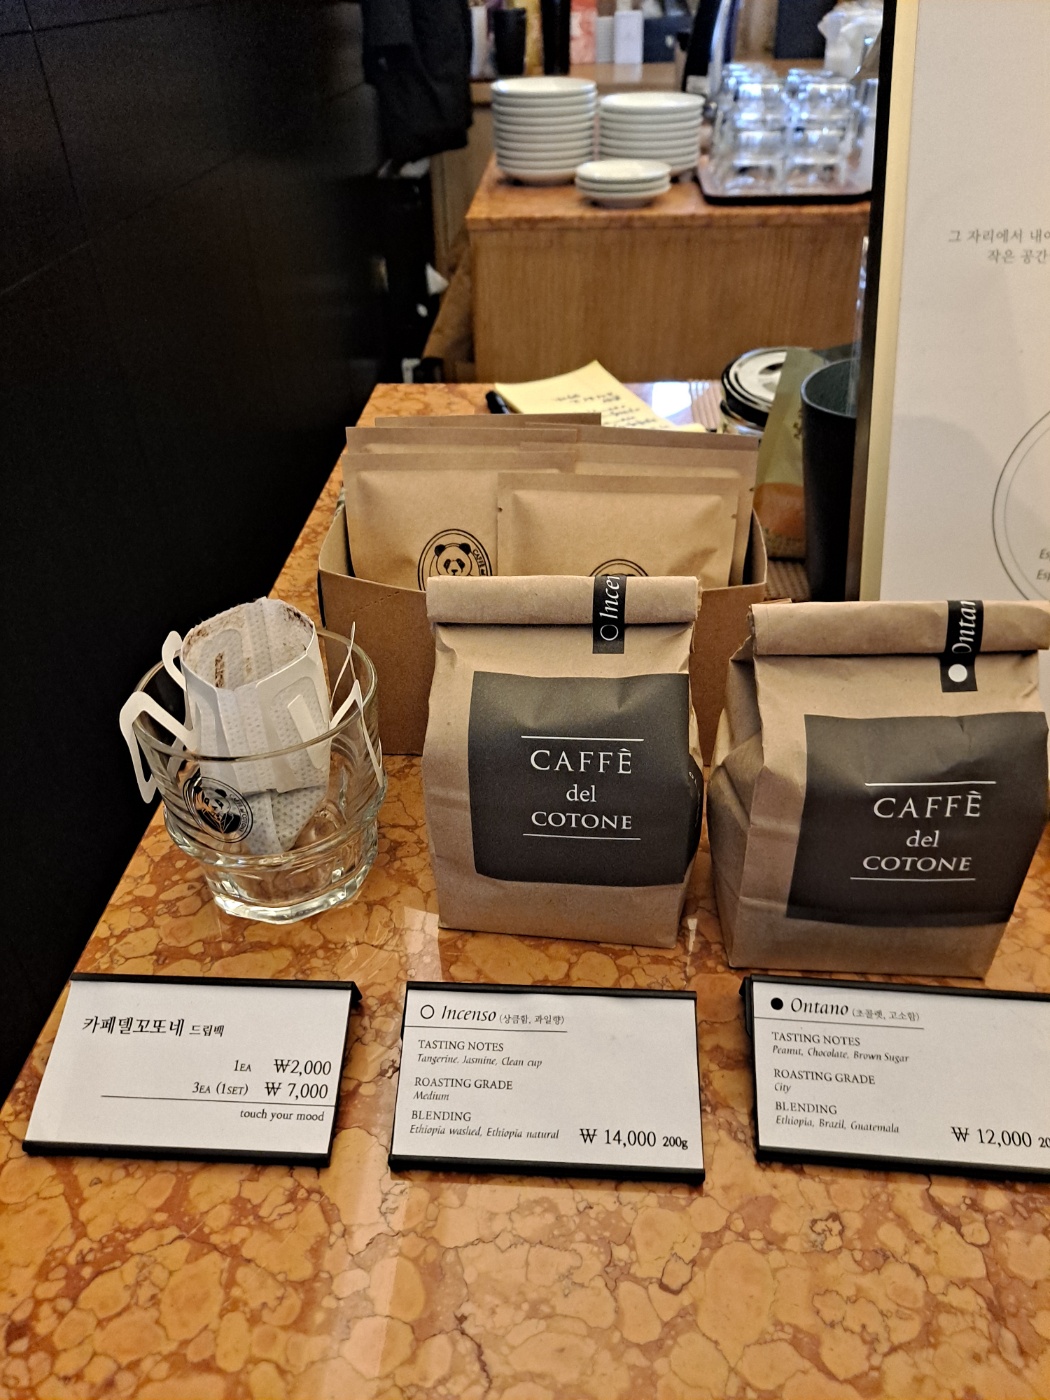 그 자리에서
작은 공간
Incen
Ontan
CAFFÈ
del
COTONE
CAFFÈ
del
COTONE
카페델꼬또네 드립백
1EA ₩2,000
3EA (1SET) ₩ 7,000
touch your mood
Incenso (상큼함, 과일향)
TASTING NOTES
Tangerine, Jasmine, Clean cup
ROASTING GRADE
Medium
BLENDING
Ethiopia washed, Ethiopia natural ₩ 14,000 200g
Ontano (초콜렛, 고소함)
TASTING NOTES
Peanut, Chocolate, Brown Sugar
ROASTING GRADE
City
BLENDING
Ethiopia, Brazil, Guatemala ₩ 12,000 20